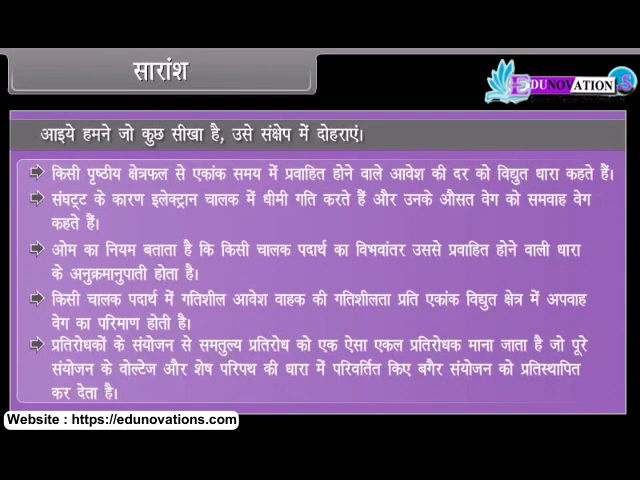 सारांश
EDUNOVATIONS
आइये हमने जो कुछ सीखा है, उसे संक्षेप में दोहराएं।
किसी पृष्ठीय क्षेत्रफल से एकांक समय में प्रवाहित होने वाले आवेश की दर को विद्युत धारा कहते हैं।
संघट्ट के कारण इलेक्ट्रान चालक में धीमी गति करते हैं और उनके औसत वेग को समवाह वेग
कहते हैं।
ओम का नियम बताता है कि किसी चालक पदार्थ का विभवांतर उससे प्रवाहित होने वाली धारा
के अनुक्रमानुपाती होता है।
किसी चालक पदार्थ में गतिशील आवेश वाहक की गतिशीलता प्रति एकांक विद्युत क्षेत्र में अपवाह
वेग का परिमाण होती है।
प्रतिरोधकों के संयोजन से समतुल्य प्रतिरोध को एक ऐसा एकल प्रतिरोधक माना जाता है जो पूरे
संयोजन के वोल्टेज और शेष परिपथ की धारा में परिवर्तित किए बगैर संयोजन को प्रतिस्थापित
कर देता है।
Website : https://edunovations.com